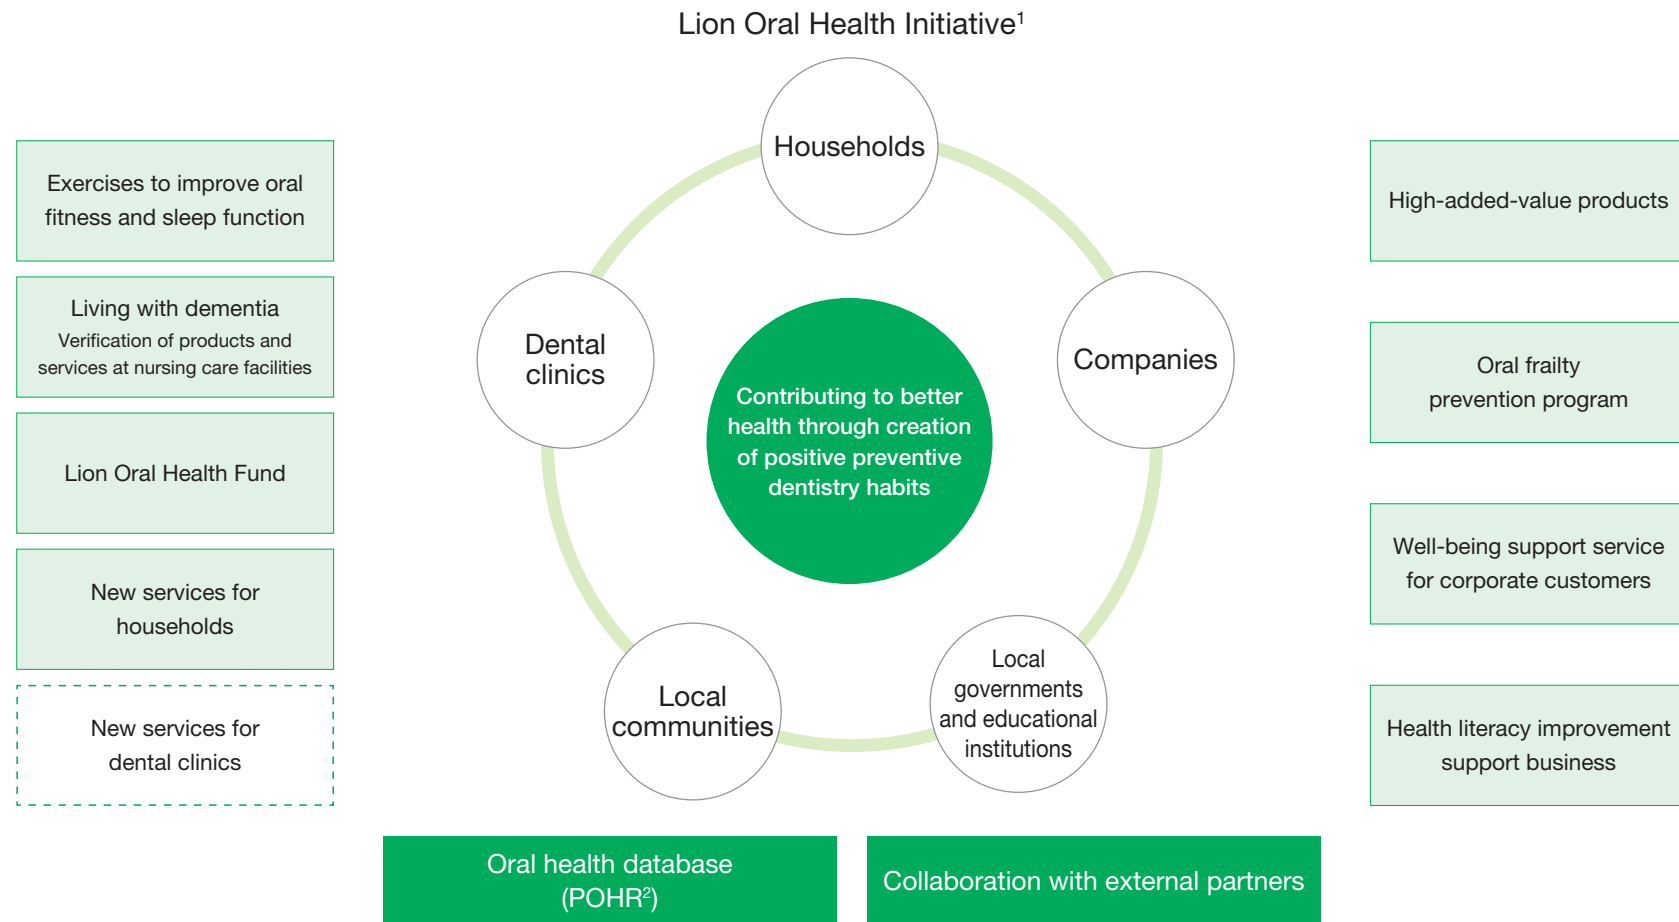 Lion Oral Health Initiative¹
Households
Exercises to improve oral
fitness and sleep function
Living with dementia
Verification of products and
services at nursing care facilities
Lion Oral Health Fund
New services for
households
New services for
dental clinics
Dental
clinics
Contributing to better
health through creation
of positive preventive
dentistry habits
Companies
Local
communities
Local
governments
and educational
institutions
High-added-value products
Oral frailty
prevention program
Well-being support service
for corporate customers
Health literacy improvement
support business
Oral health database
(POHR²)
Collaboration with external partners